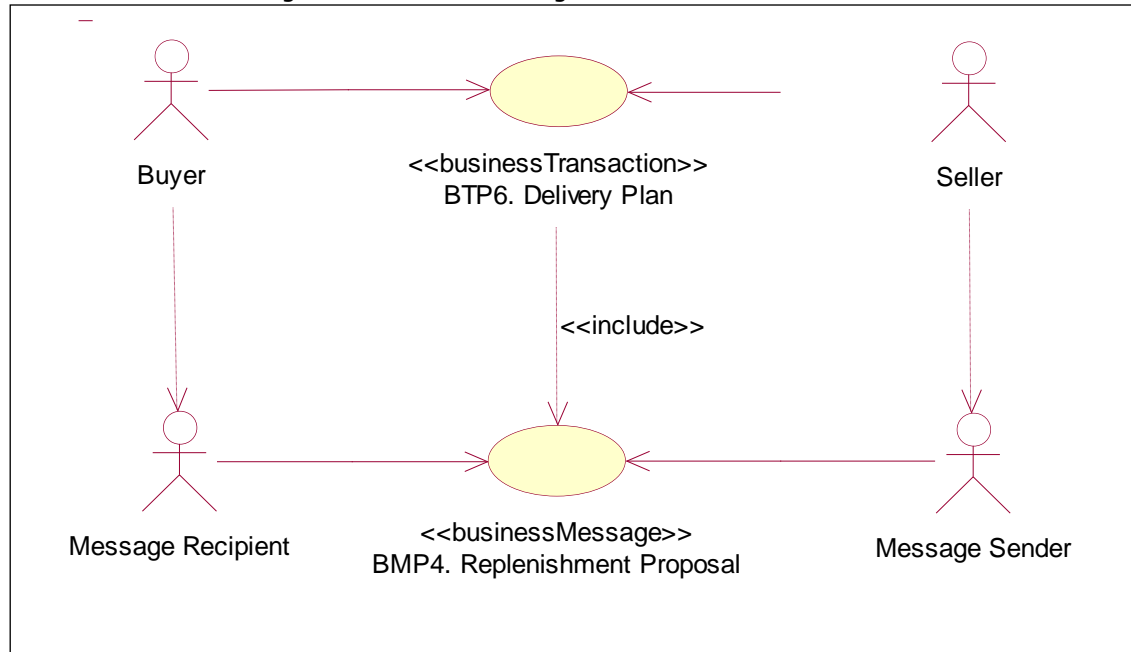 Buyer
<<businessTransaction>>
BTP6. Delivery Plan
Seller
<<include>>
Message Recipient
<<businessMessage>>
BMP4. Replenishment Proposal
Message Sender